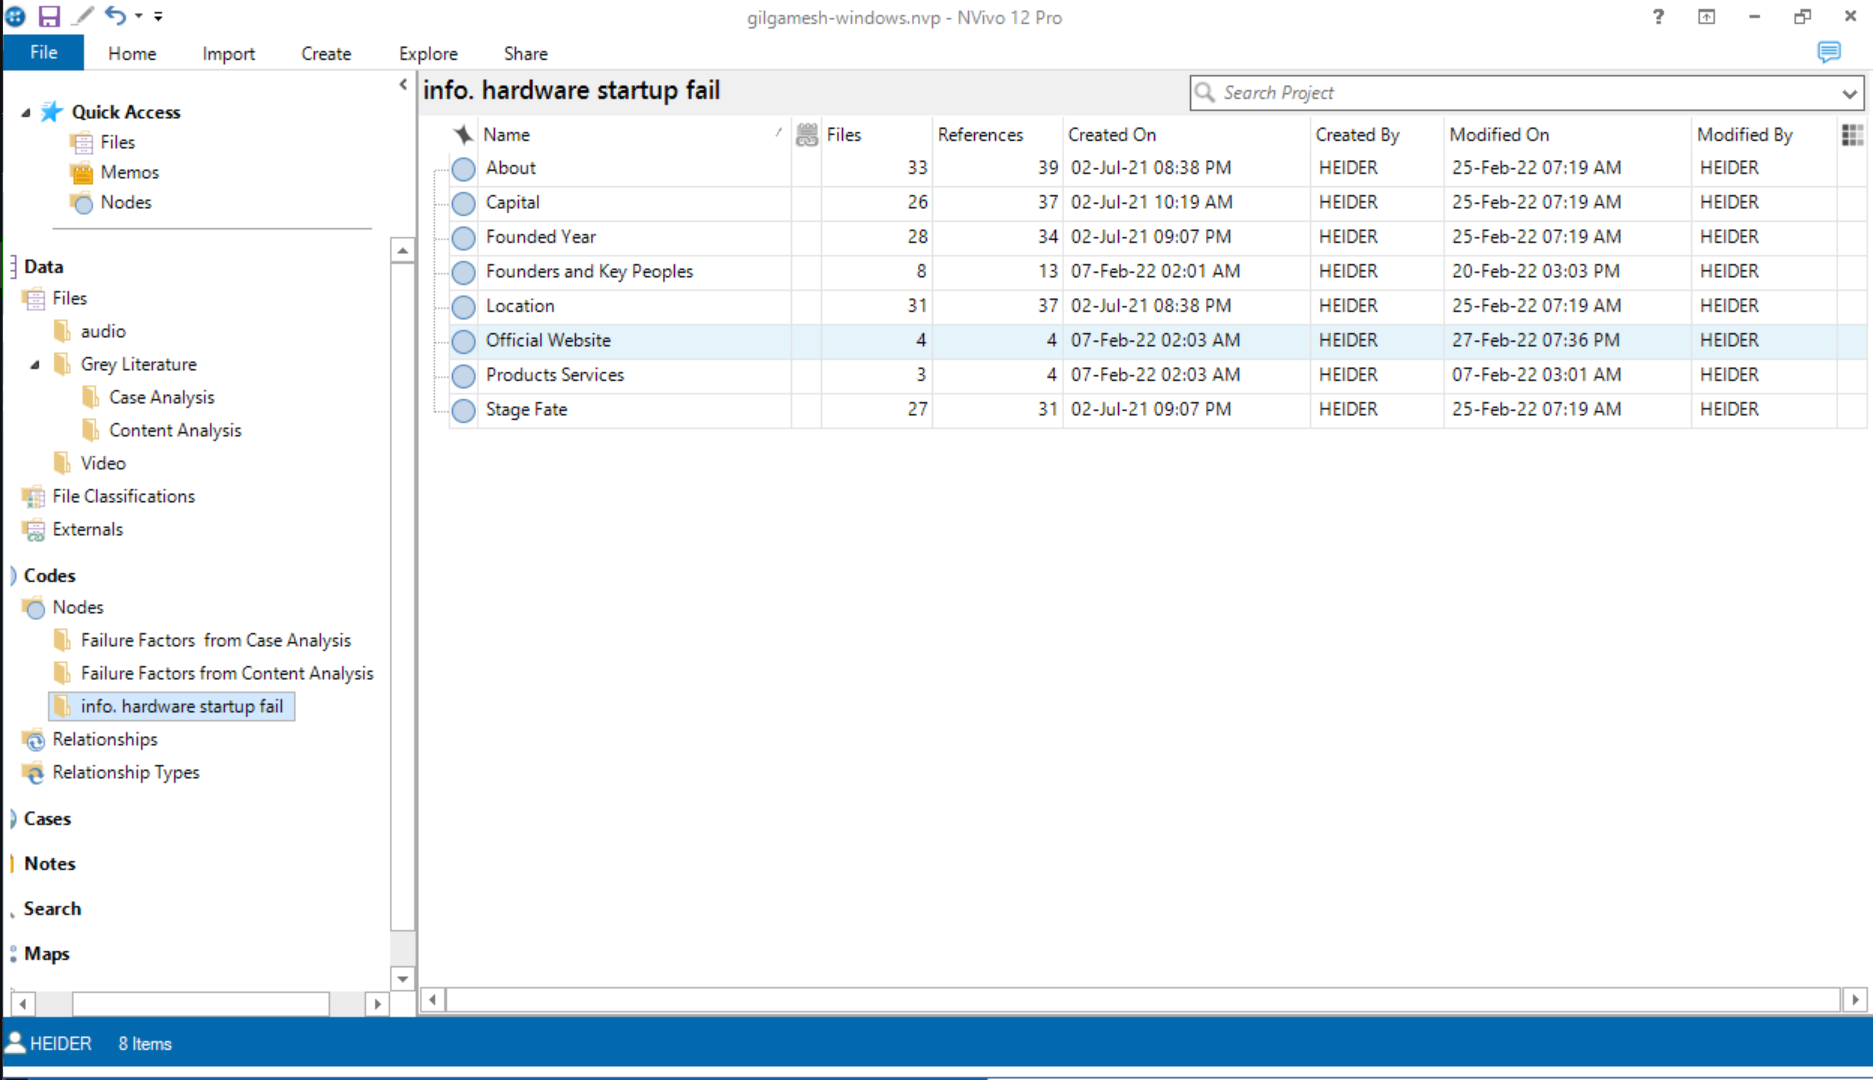 gilgamesh-windows.nvp - NVivo 12 Pro
?
File Home Import Create Explore Share
Quick Access
Files
Memos
Nodes
Data
Files
audio
Grey Literature
Case Analysis
Content Analysis
Video
File Classifications
Externals
Codes
Nodes
Failure Factors  from Case Analysis
Failure Factors from Content Analysis
info. hardware startup fail
Relationships
Relationship Types
Cases
Notes
Search
Maps
info. hardware startup fail
Search Project
Name Files References Created On Created By Modified On Modified By
About 33 39 02-Jul-21 08:38 PM HEIDER 25-Feb-22 07:19 AM HEIDER
Capital 26 37 02-Jul-21 10:19 AM HEIDER 25-Feb-22 07:19 AM HEIDER
Founded Year 28 34 02-Jul-21 09:07 PM HEIDER 25-Feb-22 07:19 AM HEIDER
Founders and Key Peoples 8 13 07-Feb-22 02:01 AM HEIDER 20-Feb-22 03:03 PM HEIDER
Location 31 37 02-Jul-21 08:38 PM HEIDER 25-Feb-22 07:19 AM HEIDER
Official Website 4 4 07-Feb-22 02:03 AM HEIDER 27-Feb-22 07:36 PM HEIDER
Products Services 3 4 07-Feb-22 02:03 AM HEIDER 07-Feb-22 03:01 AM HEIDER
Stage Fate 27 31 02-Jul-21 09:07 PM HEIDER 25-Feb-22 07:19 AM HEIDER
HEIDER 8 Items